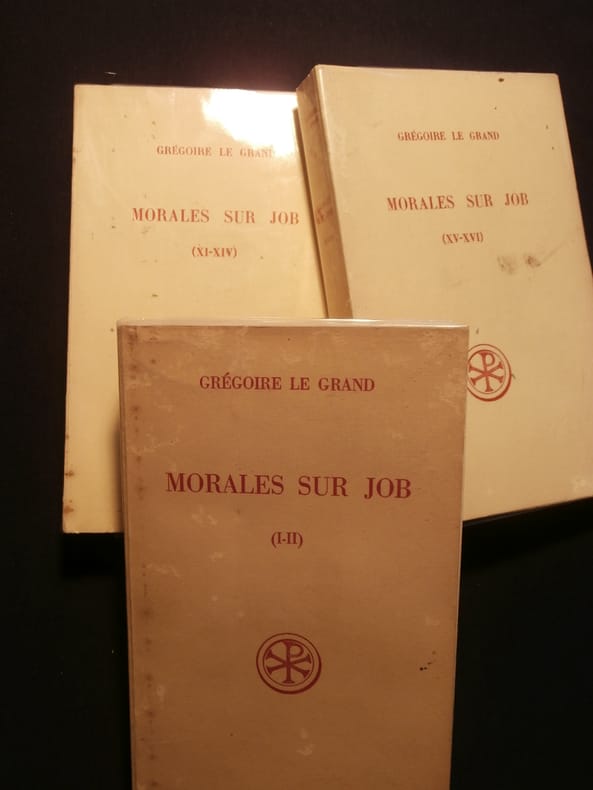 GRÉGOIRE LE GRAND
MORALES SUR JOB
(XI-XIV)
GRÉGOIRE LE GRAND
MORALES SUR JOB
(XV-XVI)
GRÉGOIRE LE GRAND
MORALES SUR JOB
(I-II)